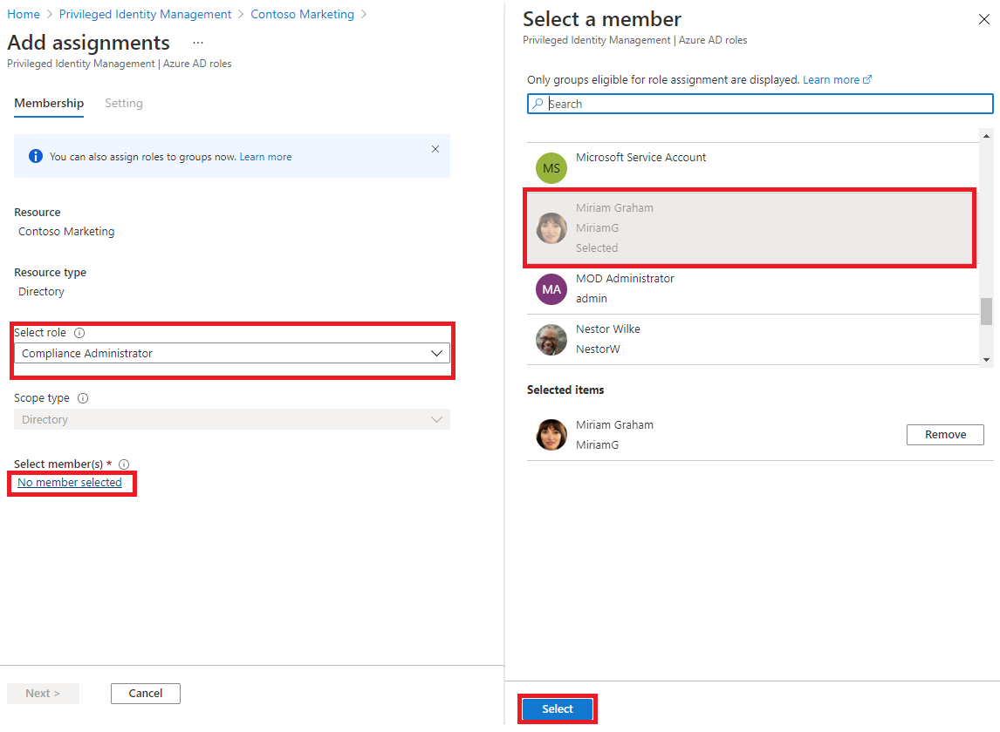 Home > Privileged Identity Management > Contoso Marketing >
Add assignments ...
Privileged Identity Management | Azure AD roles
Membership Setting
You can also assign roles to groups now. Learn more
Resource
Contoso Marketing
Resource type
Directory
Select role
Compliance Administrator
Scope type
Directory
Select member(s) *
No member selected
Next >
Cancel
Select a member
Privileged Identity Management | Azure AD roles
Only groups eligible for role assignment are displayed. Learn more
Search
MS
Microsoft Service Account
Miriam Graham
MiriamG
Selected
MA
MOD Administrator
admin
Nestor Wilke
NestorW
Selected items
Miriam Graham
MiriamG
Remove
Select